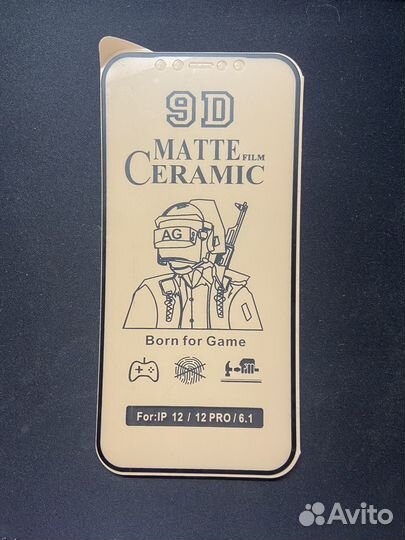 9D
MATTE FILM
CERAMIC
AG
Born for Game
For:IP 12 / 12 PRO/6.1
Avito